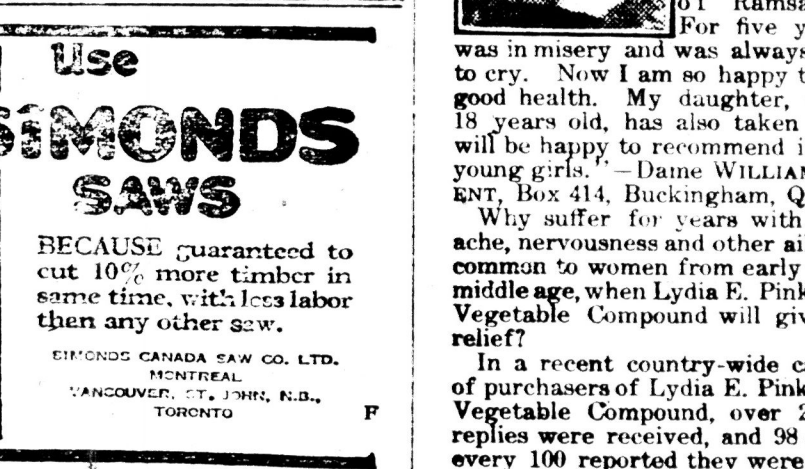 Use
SIMONDS
SAWS
BECAUSE guaranteed to
cut 10% more timber in
same time, with less labor
then any other saw.
SIMONDS CANADA SAW CO. LTD.
MONTREAL
VANCOUVER, ST. JOHN, N.B.,
TORONTO F
of Ramsa
For five y
was in misery and was always
to cry. Now I am so happy t
good health. My daughter,
18 years old, has also taken
will be happy to recommend i
young girls."—Dame WILLIAM
ENT, Box 414, Buckingham, Q
Why suffer for years with
ache, nervousness and other ai
common to women from early
middle age, when Lydia E. Pink
Vegetable Compound will giv
relief?
In a recent country-wide c
of purchasers of Lydia E. Pink
Vegetable Compound, over 2
replies were received, and 98
every 100 reported they were